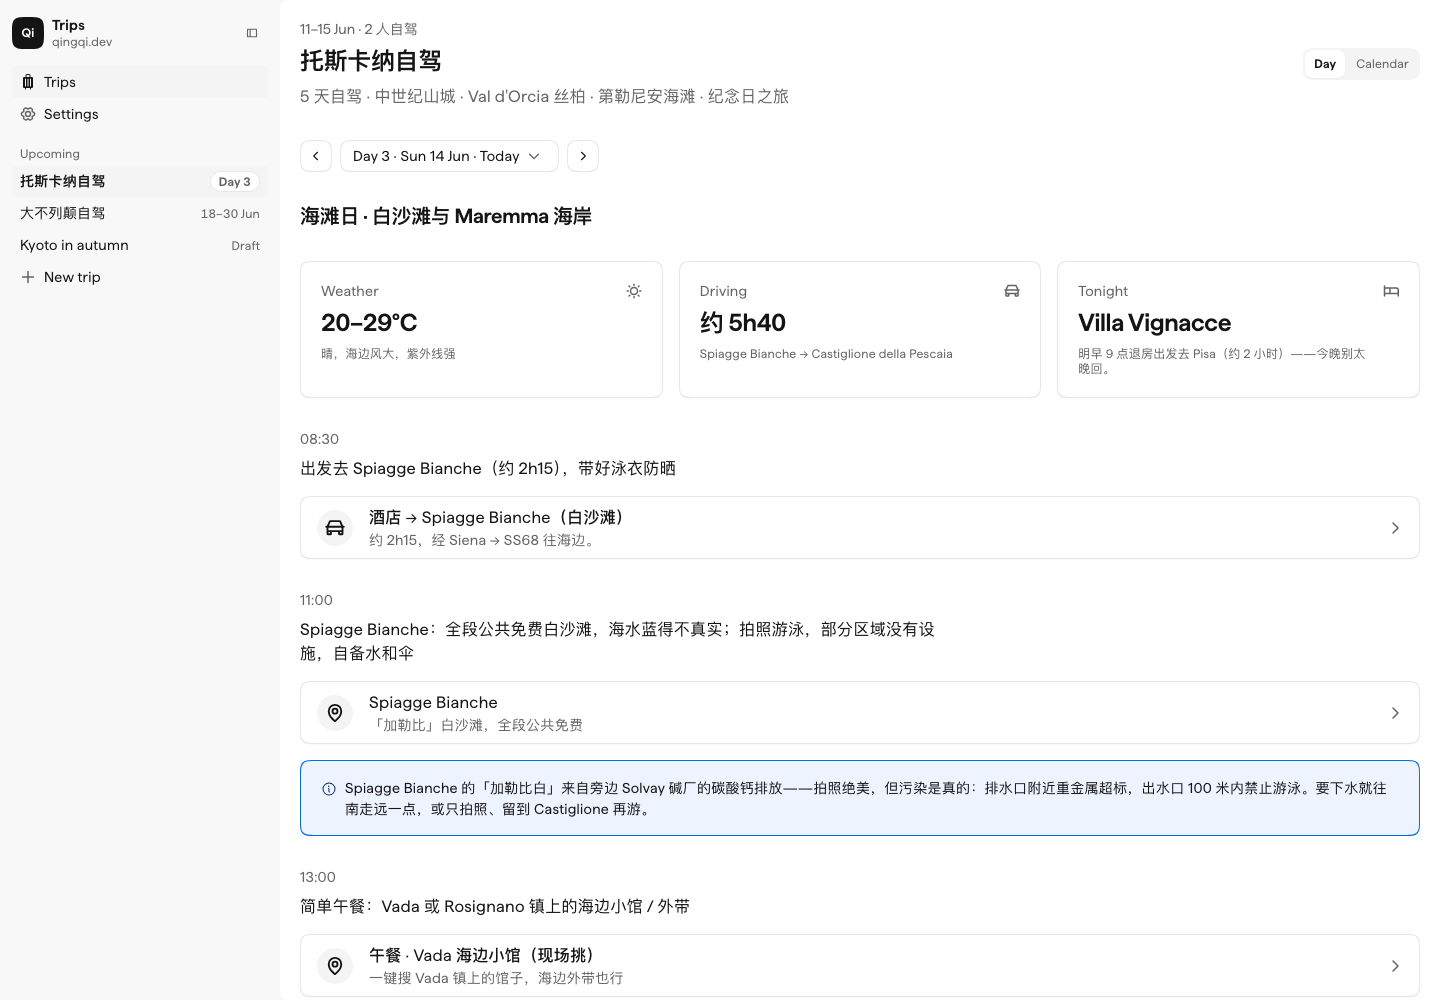 Qi
Trips
qingqi.dev
Trips
Settings
Upcoming
托斯卡纳自驾 Day 3
大不列颠自驾 18–30 Jun
Kyoto in autumn Draft
New trip
11–15 Jun · 2 人自驾
托斯卡纳自驾
Day Calendar
5 天自驾 · 中世纪山城 · Val d'Orcia 丝柏 · 第勒尼安海滩 · 纪念日之旅
Day 3 · Sun 14 Jun · Today
海滩日 · 白沙滩与 Maremma 海岸
Weather
20–29°C
晴，海边风大，紫外线强
Driving
约 5h40
Spiagge Bianche → Castiglione della Pescaia
Tonight
Villa Vignacce
明早 9 点退房出发去 Pisa（约 2 小时）——今晚别太
晚回。
08:30
出发去 Spiagge Bianche（约 2h15），带好泳衣防晒
酒店 → Spiagge Bianche（白沙滩）
约 2h15，经 Siena → SS68 往海边。
11:00
Spiagge Bianche：全段公共免费白沙滩，海水蓝得不真实；拍照游泳，部分区域没有设
施，自备水和伞
Spiagge Bianche
「加勒比」白沙滩，全段公共免费
Spiagge Bianche 的「加勒比白」来自旁边 Solvay 碱厂的碳酸钙排放——拍照绝美，但污染是真的：排水口附近重金属超标，出水口 100 米内禁止游泳。要下水就往
南走远一点，或只拍照、留到 Castiglione 再游。
13:00
简单午餐：Vada 或 Rosignano 镇上的海边小馆 / 外带
午餐 · Vada 海边小馆（现场挑）
一键搜 Vada 镇上的馆子，海边外带也行